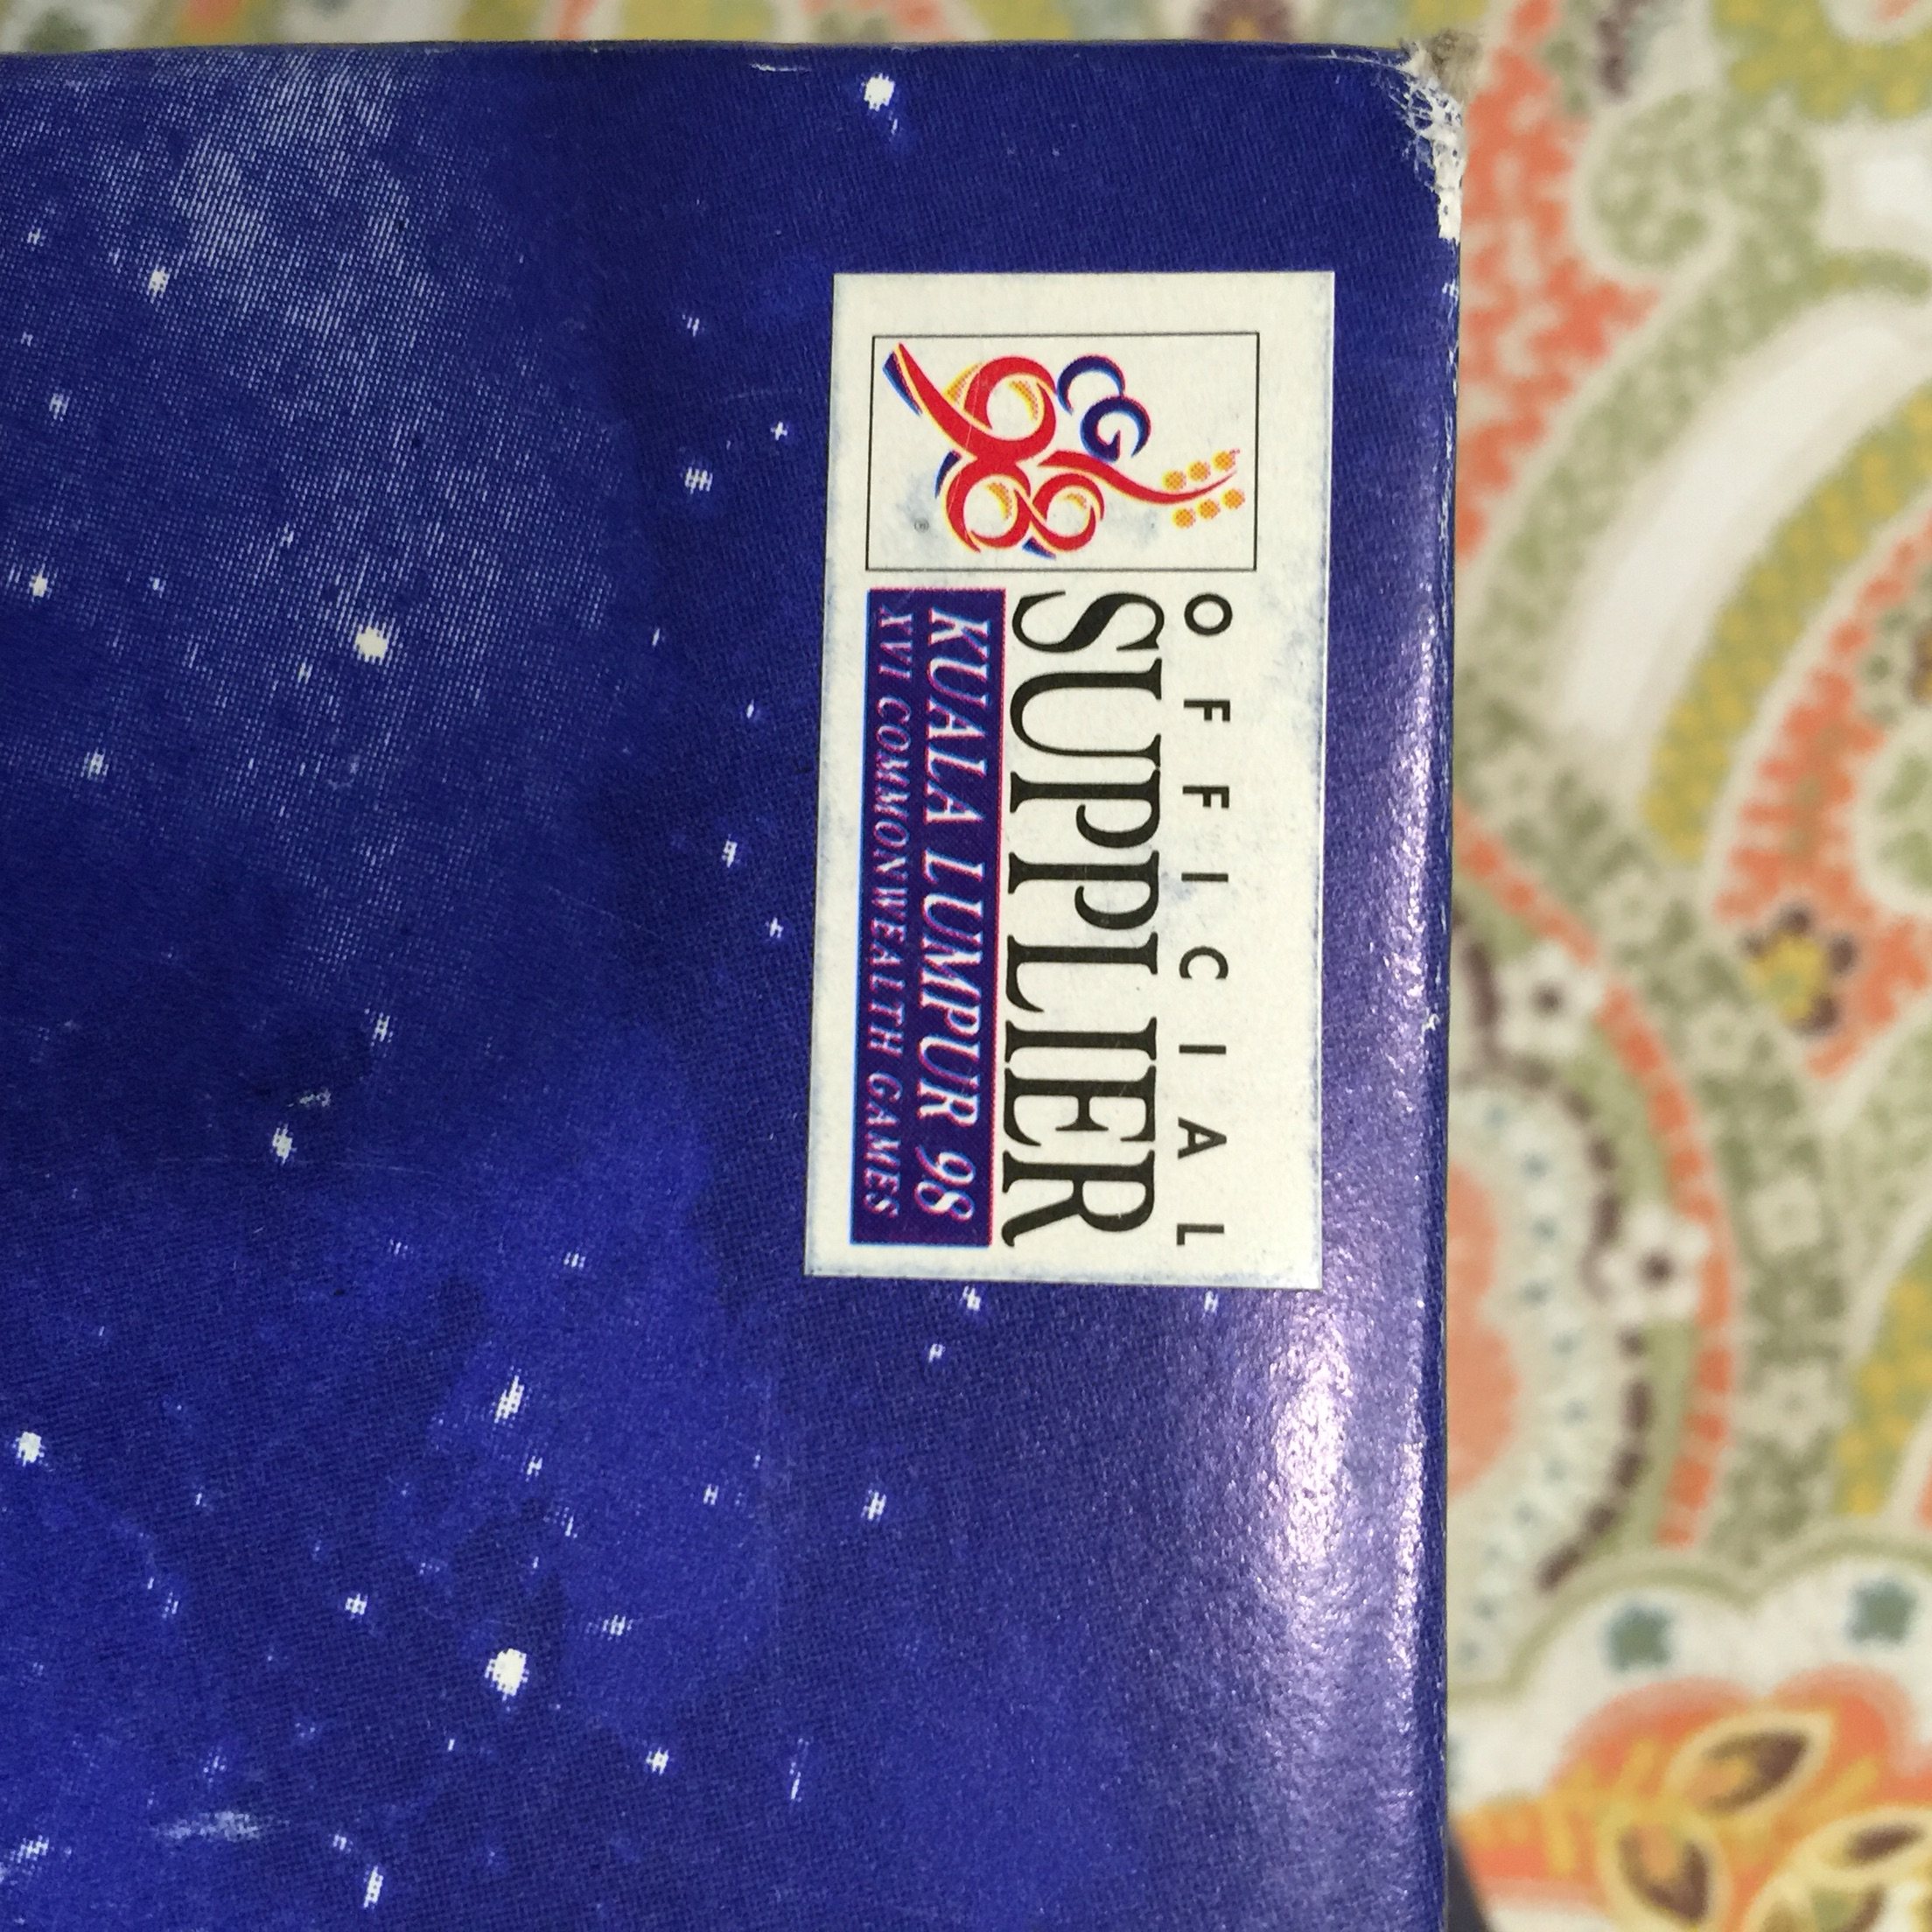 CG
98
®
OFFICIAL
SUPPLIER
KUALA LUMPUR 98
XVI COMMONWEALTH GAMES